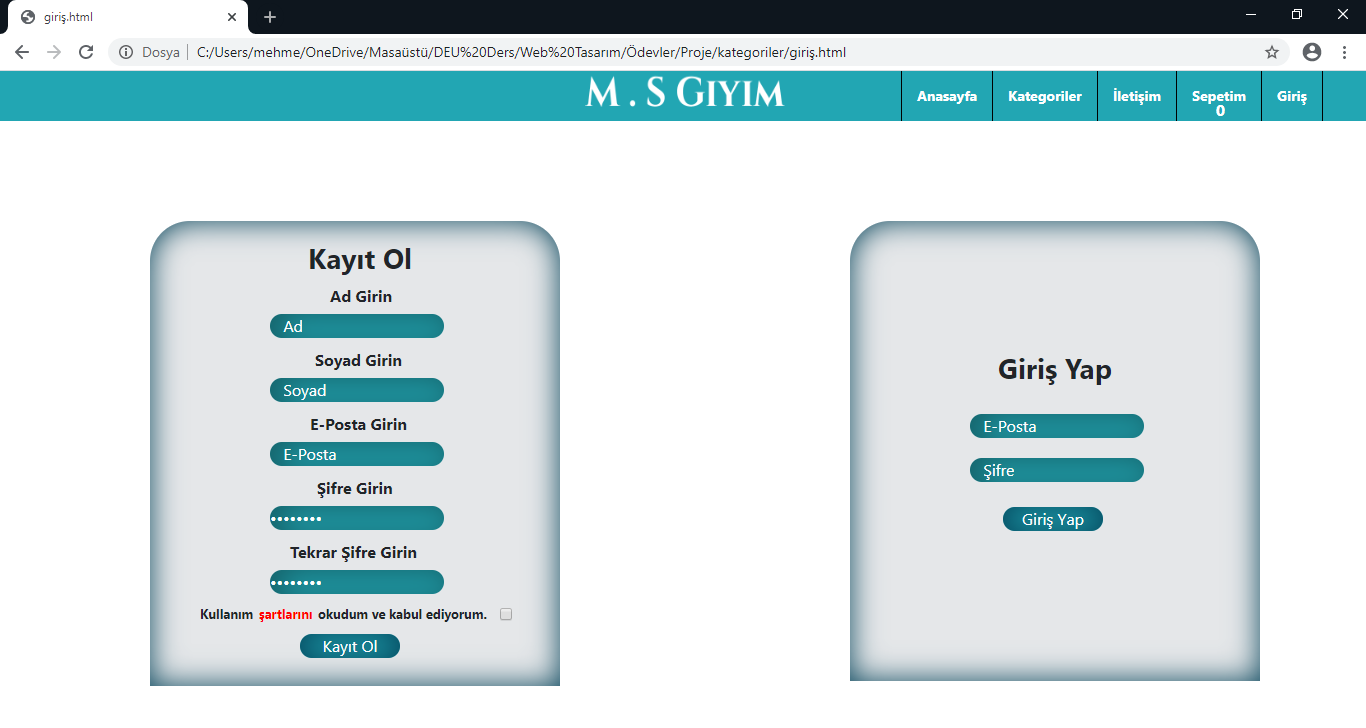 giriş.html
Dosya C:/Users/mehme/OneDrive/Masaüstü/DEU%20Ders/Web%20Tasarım/Ödevler/Proje/kategoriler/giriş.html
M . S GIYIM
Anasayfa
Kategoriler
İletişim
Sepetim
0
Giriş
Kayıt Ol
Ad Girin
Ad
Soyad Girin
Soyad
E-Posta Girin
E-Posta
Şifre Girin
••••••••
Tekrar Şifre Girin
••••••••
Kullanım şartlarını okudum ve kabul ediyorum.
Kayıt Ol
Giriş Yap
E-Posta
Şifre
Giriş Yap